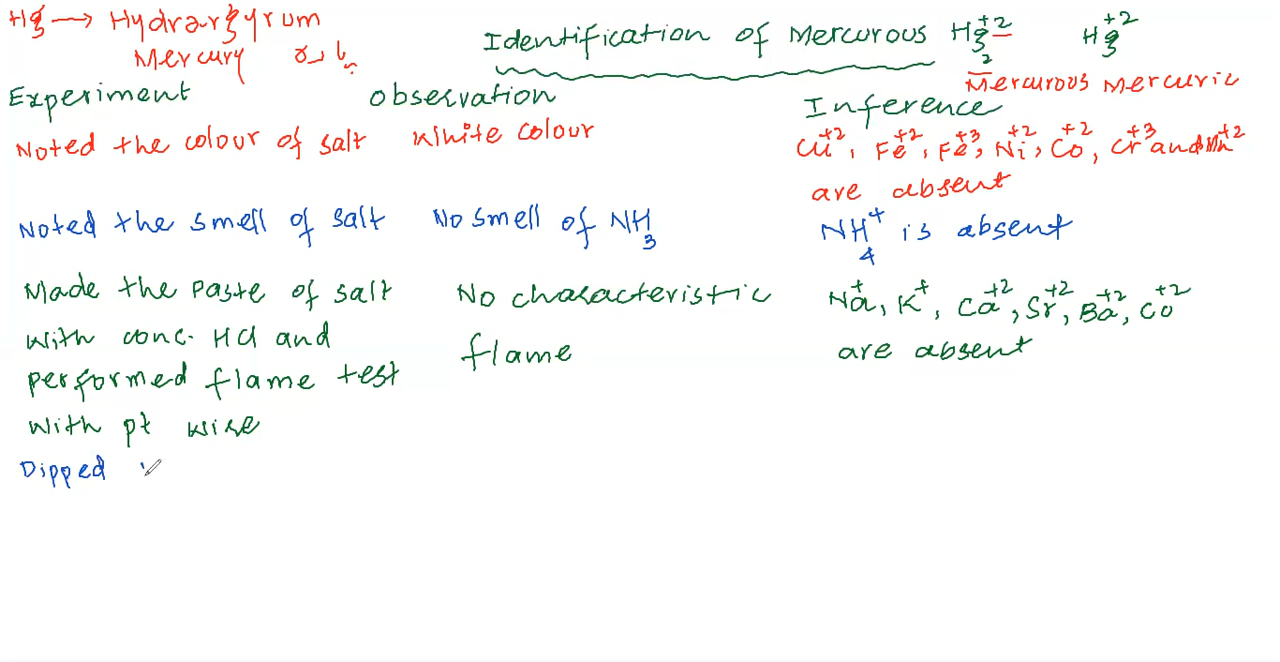 Hg → Hydrargyrum
Mercury پارہ
Identification of Mercurous Hg₂⁺² Hg⁺²
Mercurous Mercuric
Experiment Observation Inference
Noted the colour of salt White colour Cu⁺², Fe⁺², Fe⁺³, Ni⁺², Co⁺², Cr⁺³ and Mn⁺²
are absent
Noted the smell of salt No smell of NH₃ NH₄⁺ is absent
Made the paste of salt No characteristic Na⁺, K⁺, Ca⁺², Sr⁺², Ba⁺², Co⁺²
with conc. HCl and flame are absent
performed flame test
with pt wire
Dipped